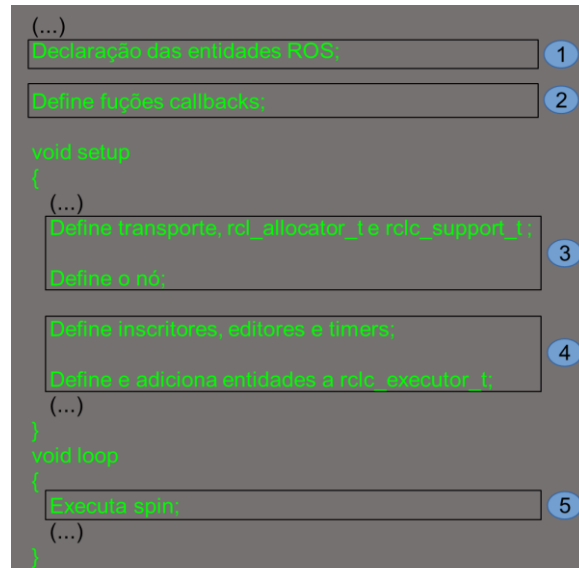 (...)
Declaração das entidades ROS; 1
Define fuções callbacks; 2
void setup
{
(...)
Define transporte, rcl_allocator_t e rclc_support_t ;
3
Define o nó;
Define inscritores, editores e timers;
4
Define e adiciona entidades a rclc_executor_t;
(...)
}
void loop
{
Executa spin; 5
(...)
}